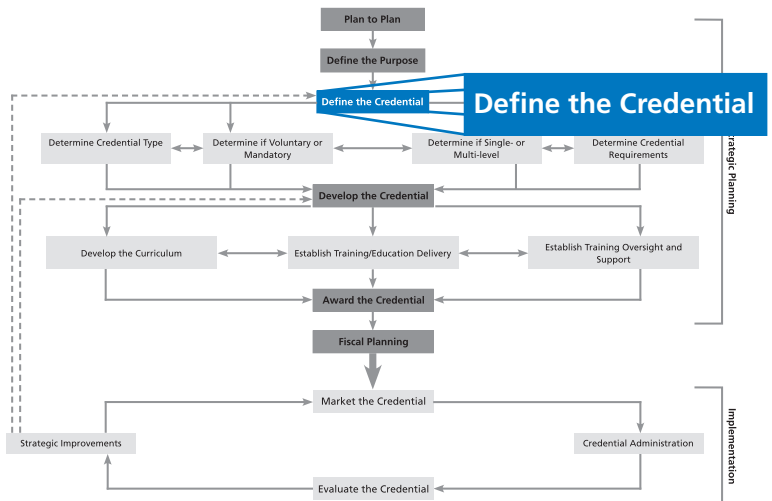 Plan to Plan
Define the Purpose
Define the Credential
Define the Credential
Determine Credential Type
Determine if Voluntary or
Mandatory
Determine if Single- or
Multi-level
Determine Credential
Requirements
Planning
Develop the Credential
Develop the Curriculum
Establish Training/Education Delivery
Establish Training Oversight and
Support
Award the Credential
Fiscal Planning
Market the Credential
Implementation
Strategic Improvements
Credential Administration
Evaluate the Credential